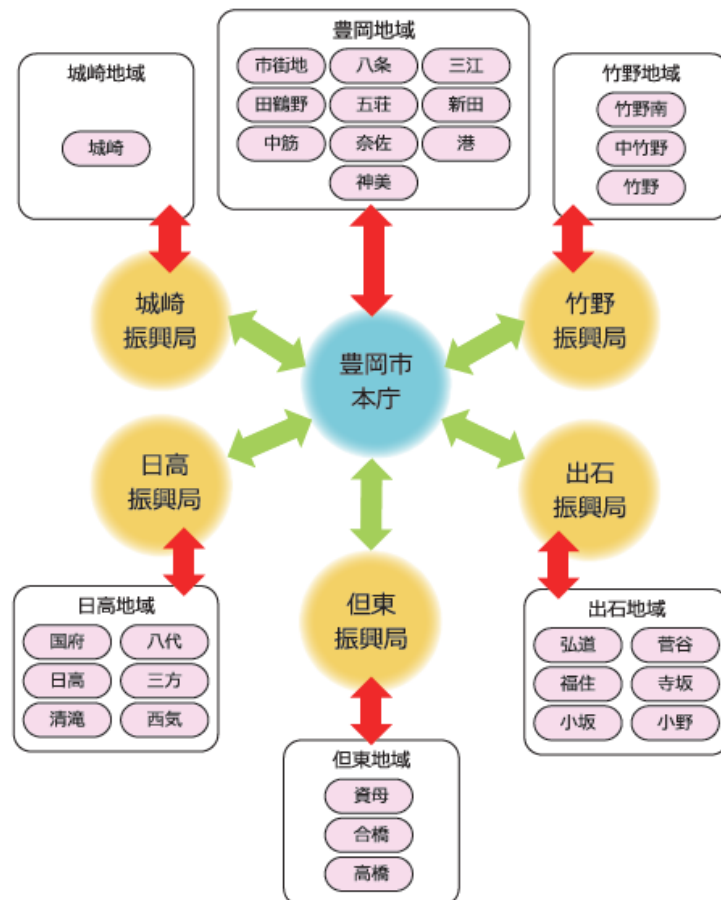 城崎地域
城崎
豊岡地域
市街地 八条 三江
田鶴野 五荘 新田
中筋 奈佐 港
神美
竹野地域
竹野南
中竹野
竹野
城崎
振興局
豊岡市
本庁
竹野
振興局
日高
振興局
但東
振興局
出石
振興局
日高地域
国府 八代
日高 三方
清滝 西気
但東地域
資母
合橋
高橋
出石地域
弘道 菅谷
福住 寺坂
小坂 小野